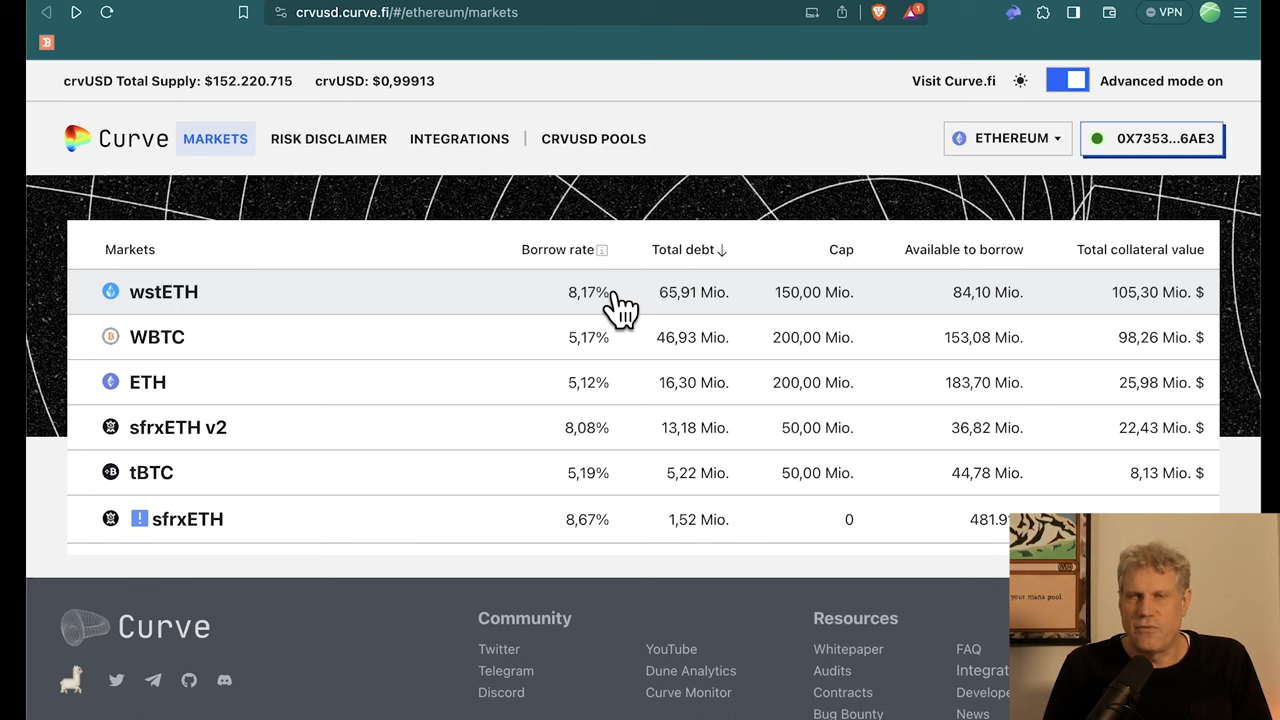 crvusd.curve.fi/#/ethereum/markets
1
VPN
crvUSD Total Supply: $152.220.715 crvUSD: $0,99913 Visit Curve.fi Advanced mode on
Curve MARKETS RISK DISCLAIMER INTEGRATIONS | CRVUSD POOLS ETHEREUM 0X7353...6AE3
Markets Borrow rate Total debt Cap Available to borrow Total collateral value
wstETH 8,17% 65,91 Mio. 150,00 Mio. 84,10 Mio. 105,30 Mio. $
WBTC 5,17% 46,93 Mio. 200,00 Mio. 153,08 Mio. 98,26 Mio. $
ETH 5,12% 16,30 Mio. 200,00 Mio. 183,70 Mio. 25,98 Mio. $
sfrxETH v2 8,08% 13,18 Mio. 50,00 Mio. 36,82 Mio. 22,43 Mio. $
tBTC 5,19% 5,22 Mio. 50,00 Mio. 44,78 Mio. 8,13 Mio. $
! sfrxETH 8,67% 1,52 Mio. 0
your mana pool.
Curve
Community
Twitter YouTube
Telegram Dune Analytics
Discord Curve Monitor
Resources
Whitepaper FAQ
Audits
Contracts
Bug Bounty News